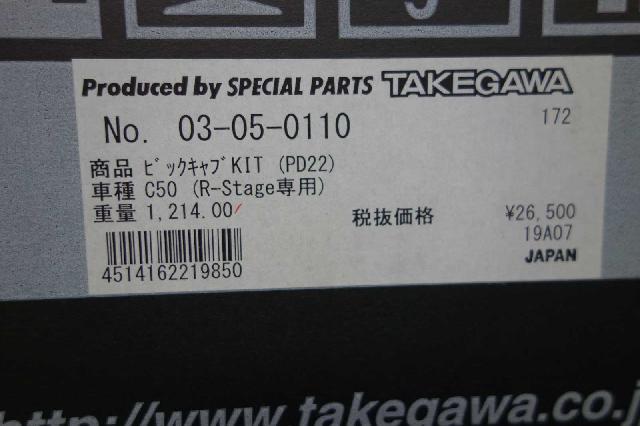 Produced by SPECIAL PARTS TAKEGAWA
No. 03-05-0110 172
商品 ﾋﾞｯｸｷｬﾌﾞKIT (PD22)
車種 C50 (R-Stage専用)
重量 1,214.00 税抜価格 ¥26,500
19A07
4514162219850 JAPAN
http://www.takegawa.co.j